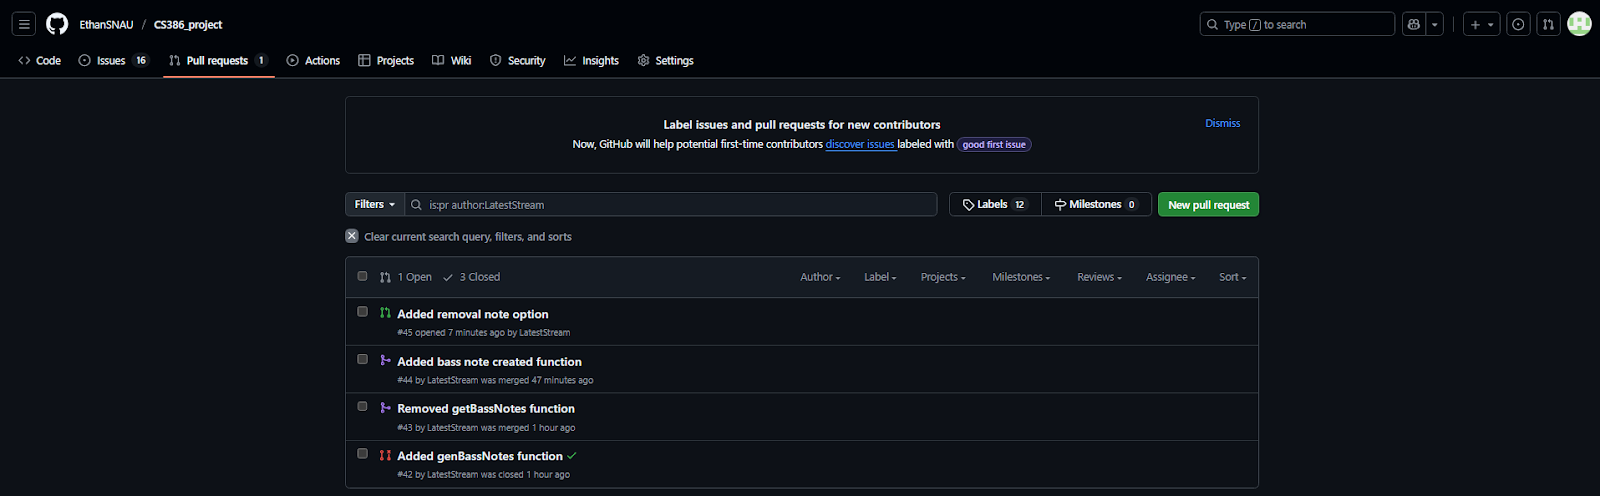 EthanSNAU / CS386_project
Type / to search
Code Issues 16 Pull requests 1 Actions Projects Wiki Security Insights Settings
Label issues and pull requests for new contributors
Dismiss
Now, GitHub will help potential first-time contributors discover issues labeled with good first issue
Filters is:pr author:LatestStream Labels 12 Milestones 0 New pull request
Clear current search query, filters, and sorts
1 Open 3 Closed Author Label Projects Milestones Reviews Assignee Sort
Added removal note option
#45 opened 7 minutes ago by LatestStream
Added bass note created function
#44 by LatestStream was merged 47 minutes ago
Removed getBassNotes function
#43 by LatestStream was merged 1 hour ago
Added genBassNotes function
#42 by LatestStream was closed 1 hour ago